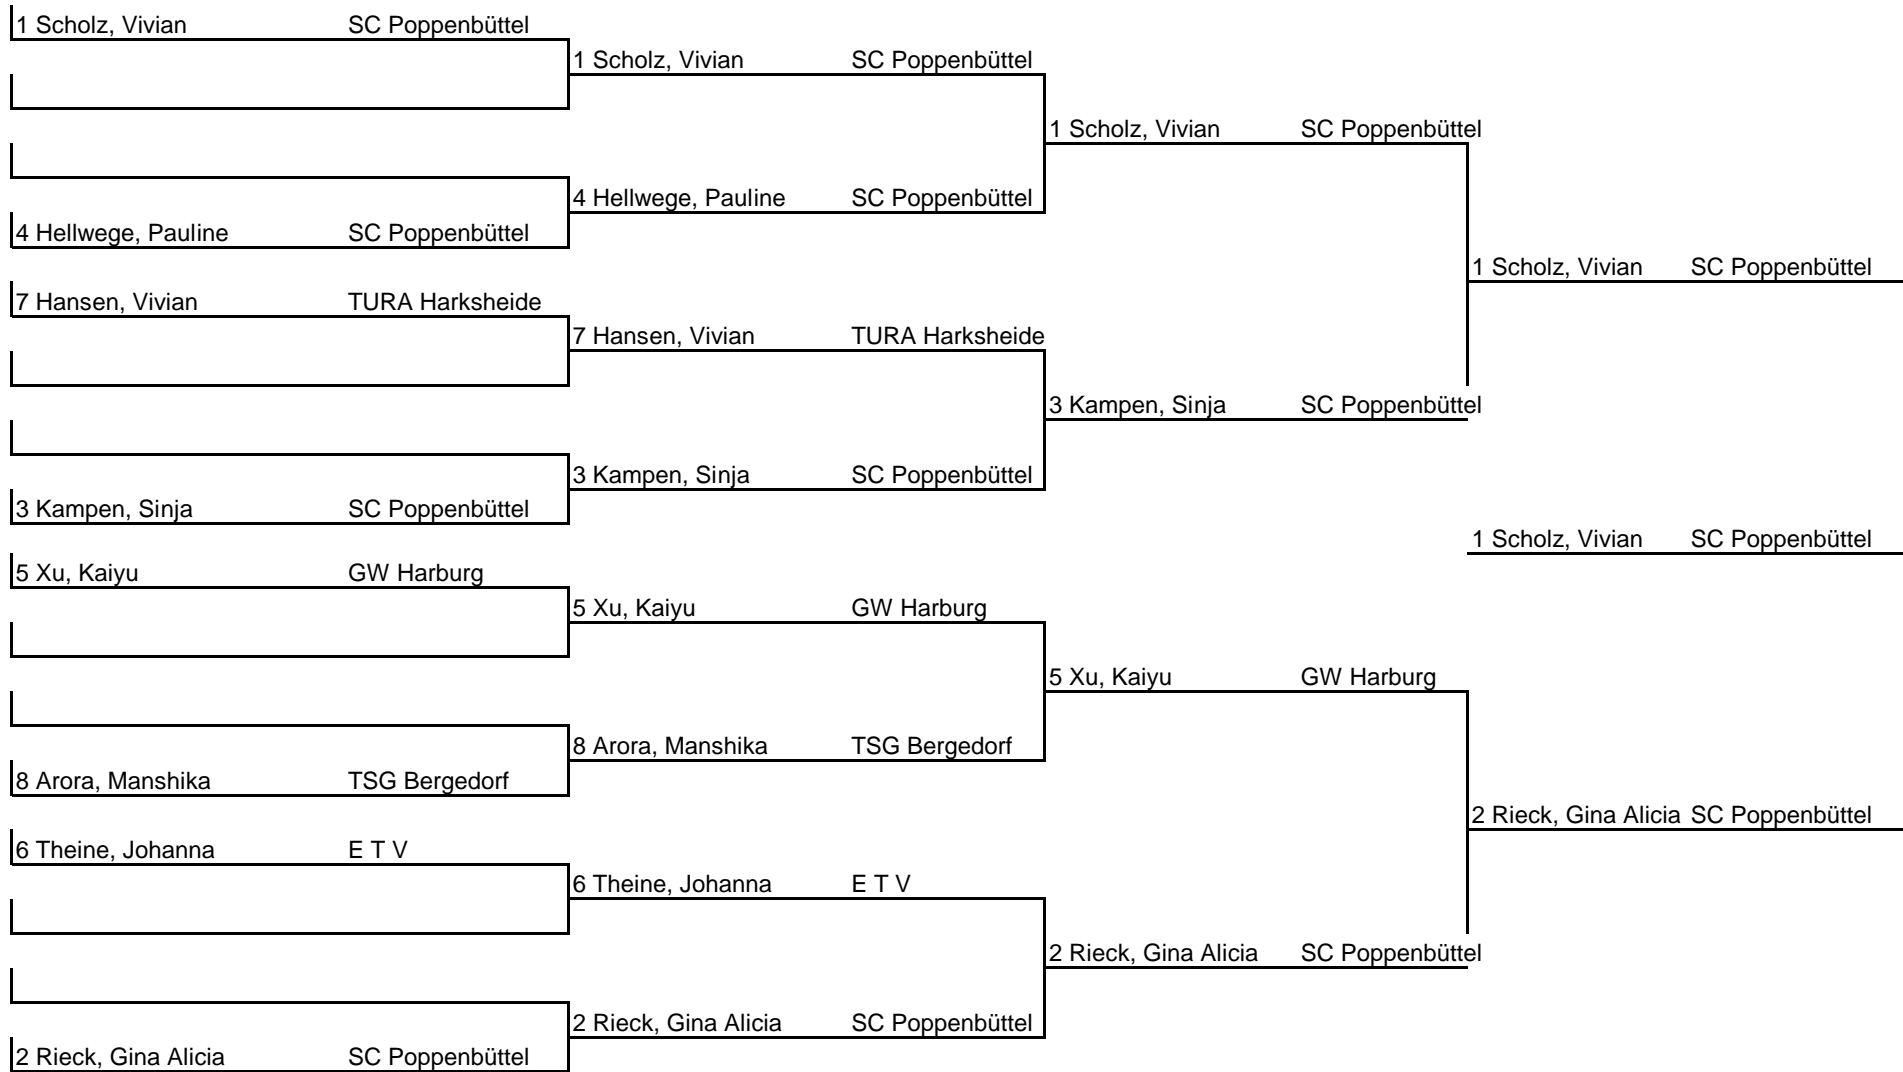 1 Scholz, Vivian SC Poppenbüttel
1 Scholz, Vivian SC Poppenbüttel
1 Scholz, Vivian SC Poppenbüttel
4 Hellwege, Pauline SC Poppenbüttel
4 Hellwege, Pauline SC Poppenbüttel
1 Scholz, Vivian SC Poppenbüttel
7 Hansen, Vivian TURA Harksheide
7 Hansen, Vivian TURA Harksheide
3 Kampen, Sinja SC Poppenbüttel
3 Kampen, Sinja SC Poppenbüttel
3 Kampen, Sinja SC Poppenbüttel
1 Scholz, Vivian SC Poppenbüttel
5 Xu, Kaiyu GW Harburg
5 Xu, Kaiyu GW Harburg
5 Xu, Kaiyu GW Harburg
8 Arora, Manshika TSG Bergedorf
8 Arora, Manshika TSG Bergedorf
2 Rieck, Gina Alicia SC Poppenbüttel
6 Theine, Johanna E T V
6 Theine, Johanna E T V
2 Rieck, Gina Alicia SC Poppenbüttel
2 Rieck, Gina Alicia SC Poppenbüttel
2 Rieck, Gina Alicia SC Poppenbüttel